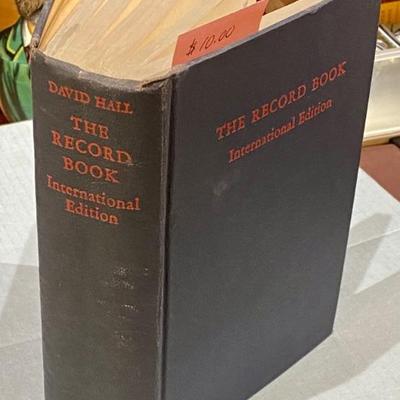 $10.00
DAVID HALL
THE
RECORD
BOOK
International
Edition
THE RECORD BOOK
International Edition